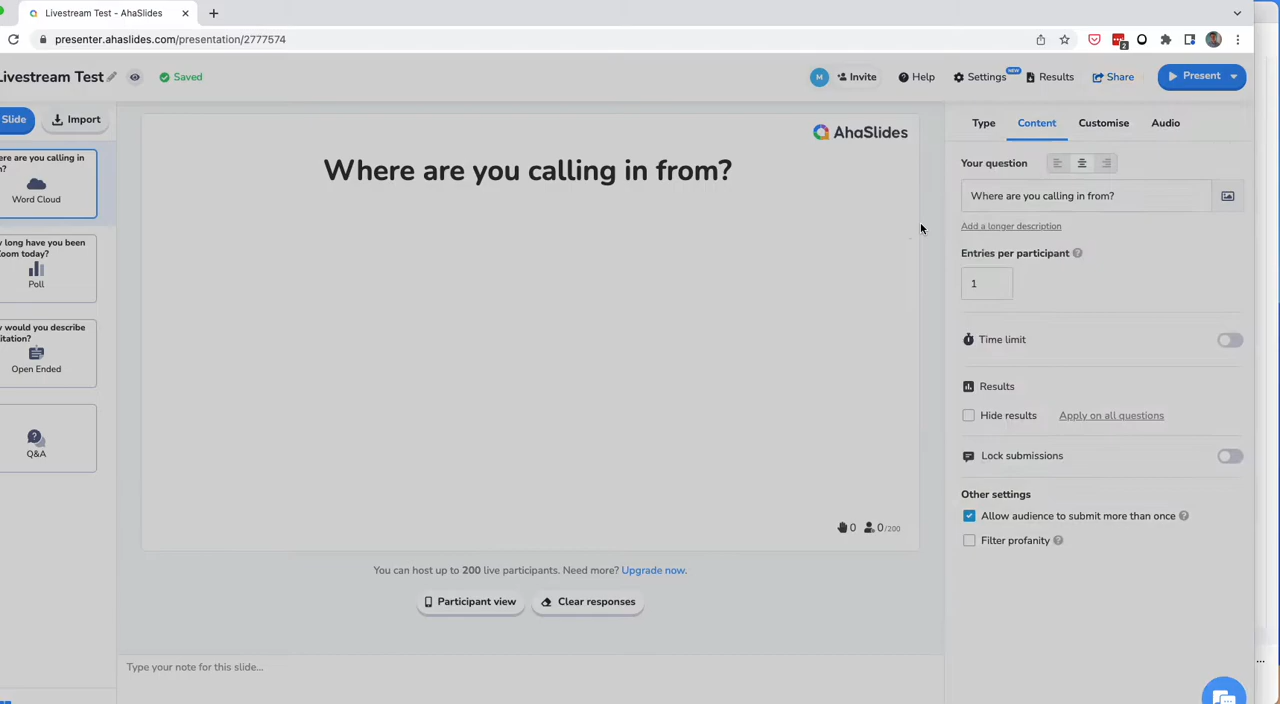 Livestream Test - AhaSlides
presenter.ahaslides.com/presentation/2777574
2
Livestream Test
Saved
M
Invite
Help
Settings
NEW
Results
Share
Present
Slide
Import
ere are you calling in
m?
Word Cloud
long have you been
oom today?
Poll
would you describe
itation?
Open Ended
Q&A
AhaSlides
Where are you calling in from?
0
0/200
You can host up to 200 live participants. Need more? Upgrade now.
Participant view
Clear responses
Type your note for this slide...
Type
Content
Customise
Audio
Your question
Where are you calling in from?
Add a longer description
Entries per participant
1
Time limit
Results
Hide results
Apply on all questions
Lock submissions
Other settings
Allow audience to submit more than once
Filter profanity